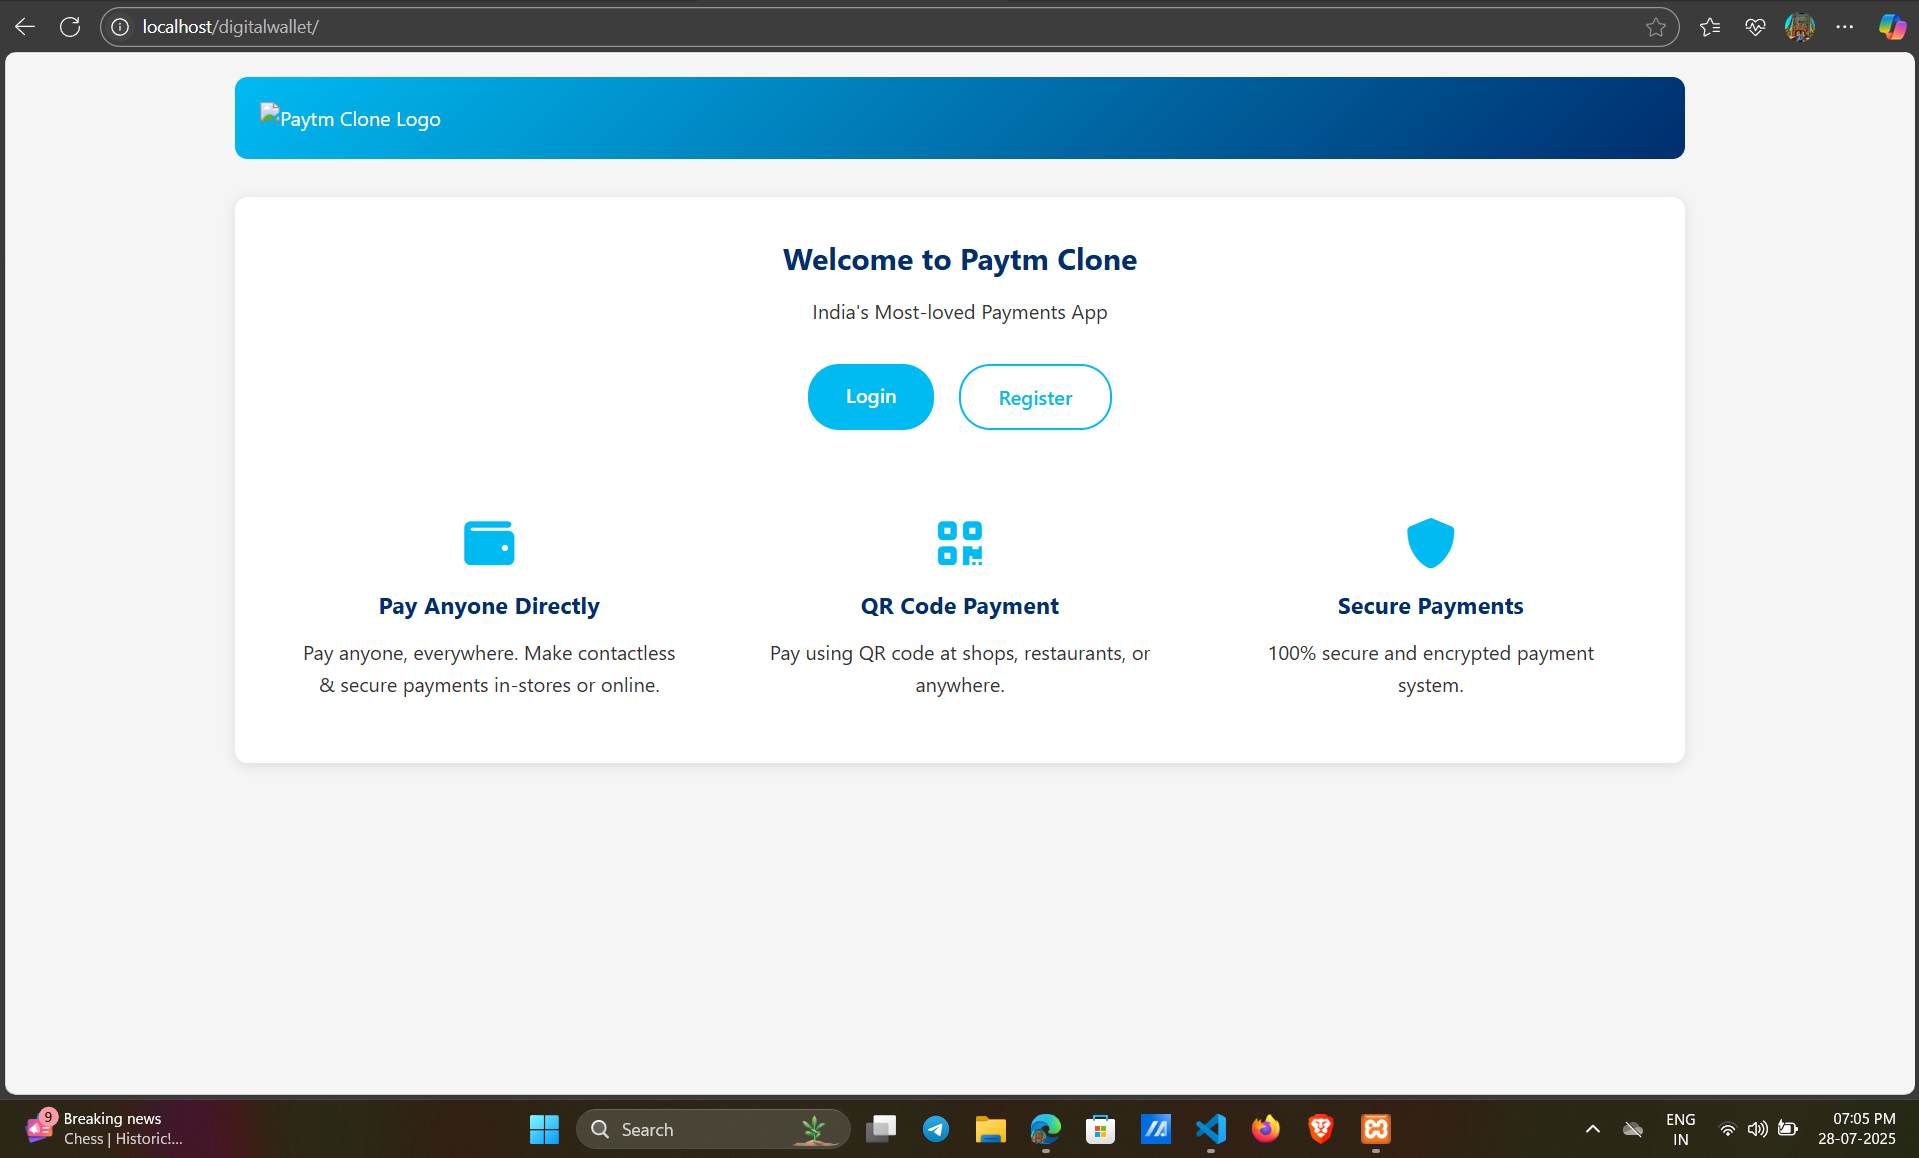 localhost/digitalwallet/
Paytm Clone Logo
Welcome to Paytm Clone
India's Most-loved Payments App
Login
Register
Pay Anyone Directly
Pay anyone, everywhere. Make contactless
& secure payments in-stores or online.
QR Code Payment
Pay using QR code at shops, restaurants, or
anywhere.
Secure Payments
100% secure and encrypted payment
system.
9
Breaking news
Chess | Historic!...
Search
ENG
IN
07:05 PM
28-07-2025